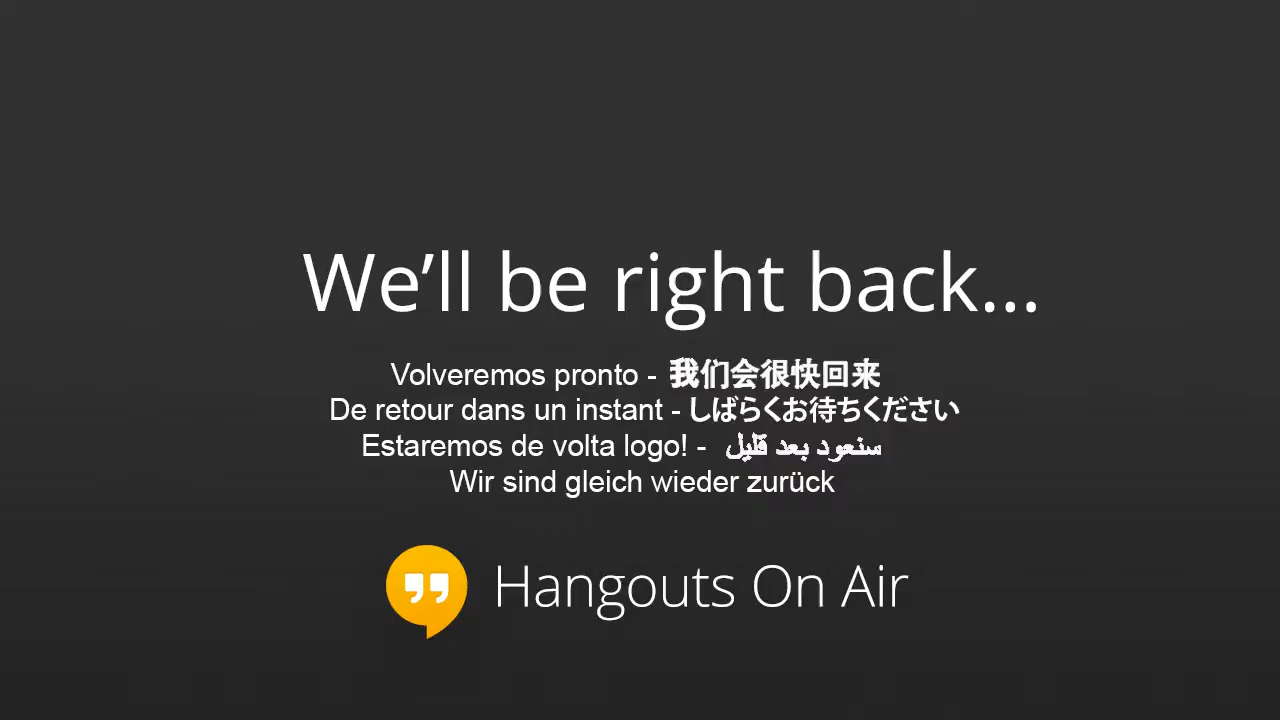 We’ll be right back...
Volveremos pronto - 我们会很快回来
De retour dans un instant - しばらくお待ちください
Estaremos de volta logo! - سنعود بعد قليل
Wir sind gleich wieder zurück
Hangouts On Air